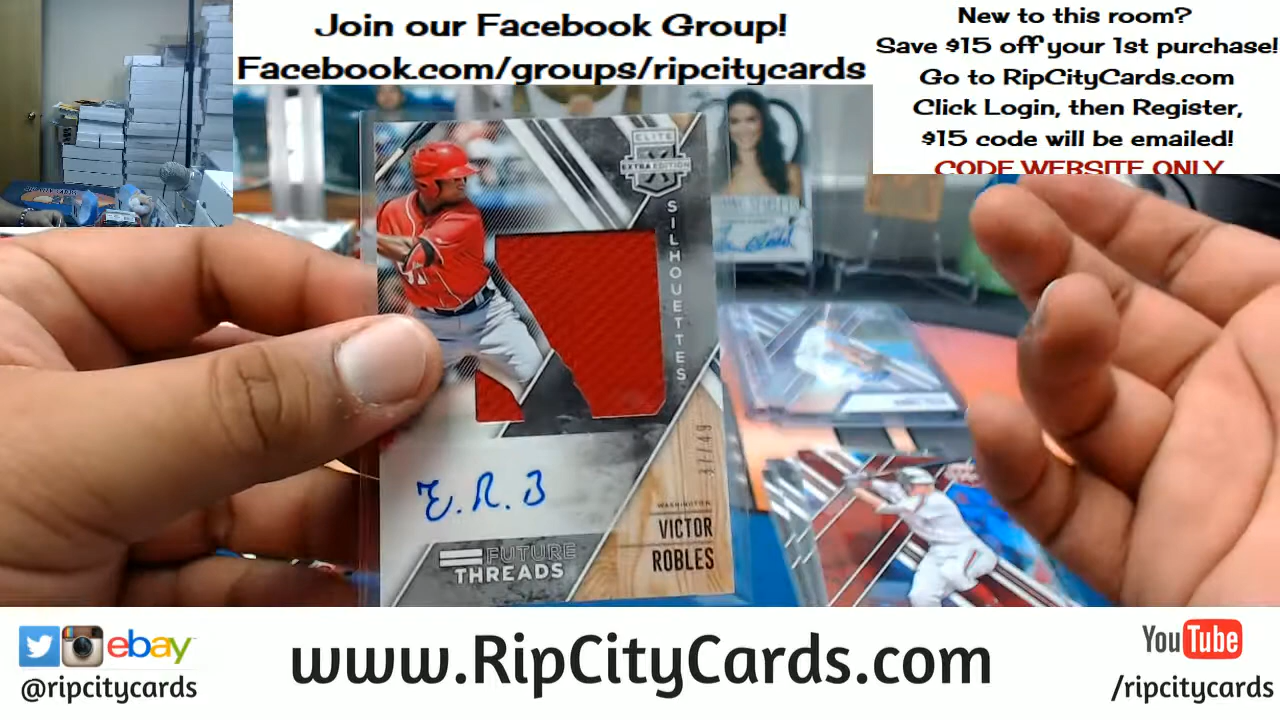 Join our Facebook Group!
Facebook.com/groups/ripcitycards
New to this room?
Save $15 off your 1st purchase!
Go to RipCityCards.com
Click Login, then Register,
$15 code will be emailed!
CODE WEBSITE ONLY
ELITE
EXTRA EDITION
SILHOUETTES
37/49
E. R. B
WASHINGTON
VICTOR
ROBLES
FUTURE
THREADS
ebay
@ripcitycards
www.RipCityCards.com
YouTube
/ripcitycards